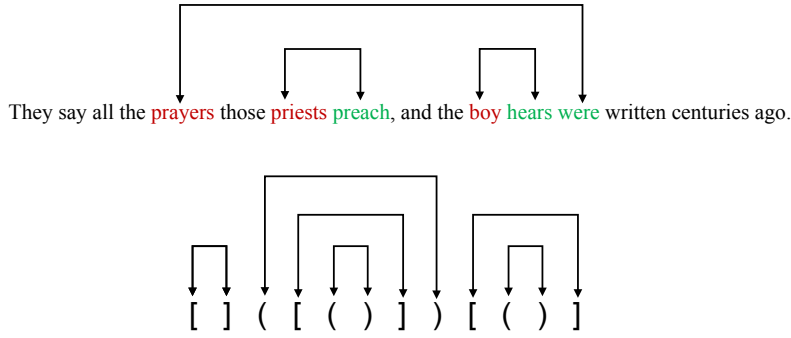 They say all the prayers those priests preach, and the boy hears were written centuries ago.
[ ] ( [ ( ) ] ) [ ( ) ]